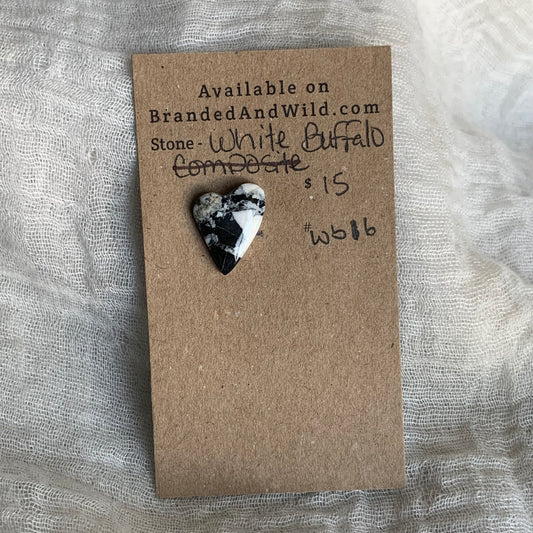 Available on
BrandedAndWild.com
Stone - White Buffalo
Composite
$ 15
# Wb16